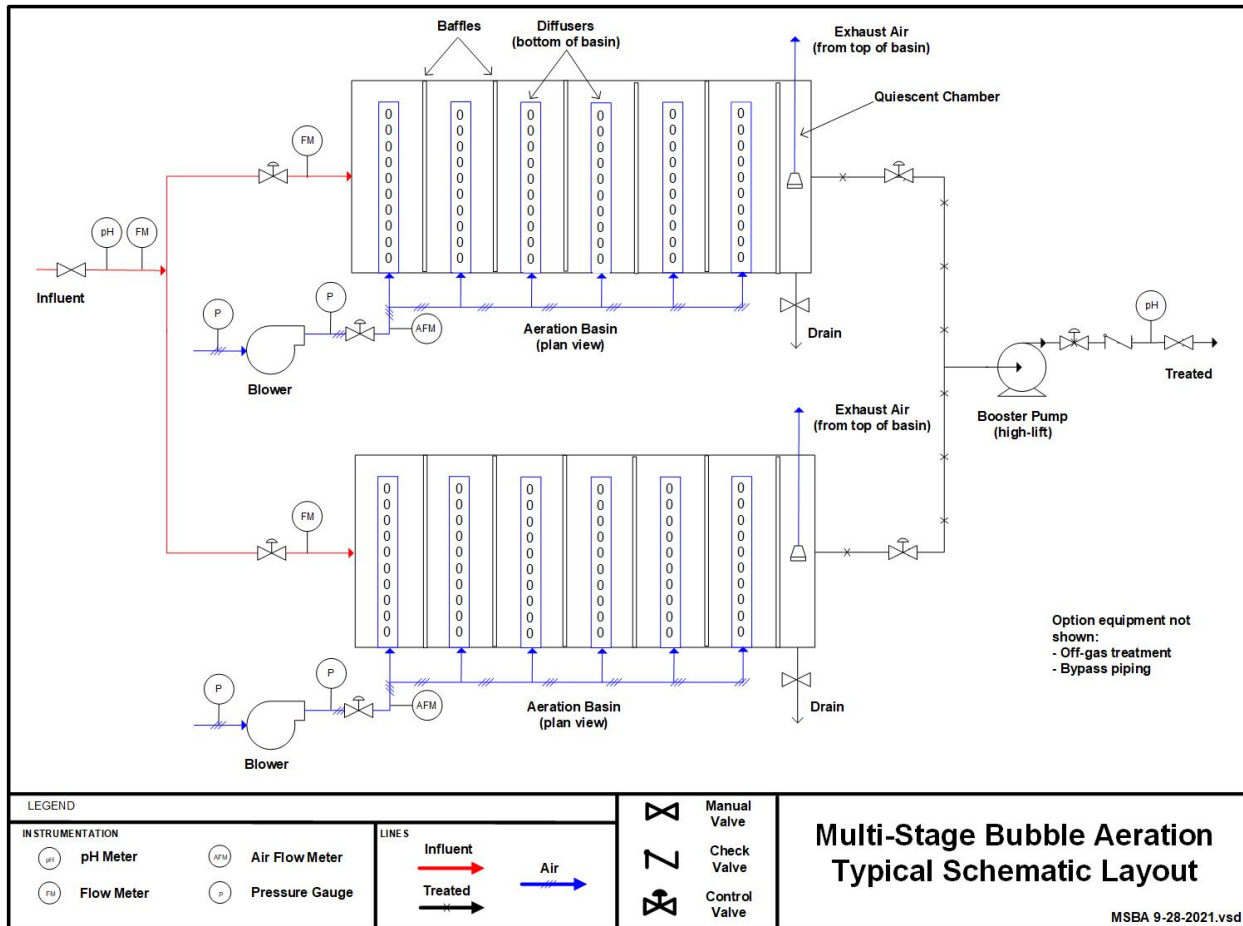 Baffles
Diffusers
(bottom of basin)
Exhaust Air
(from top of basin)
Quiescent Chamber
FM
pH
FM
Influent
P
P
AFM
Blower
Aeration Basin
(plan view)
Drain
pH
Treated
Booster Pump
(high-lift)
Exhaust Air
(from top of basin)
FM
P
P
AFM
Blower
Aeration Basin
(plan view)
Drain
Option equipment not
shown:
- Off-gas treatment
- Bypass piping
LEGEND
INSTRUMENTATION
pH
pH Meter
AFM
Air Flow Meter
FM
Flow Meter
P
Pressure Gauge
LINES
Influent
Treated
Air
Manual
Valve
Check
Valve
Control
Valve
Multi-Stage Bubble Aeration
Typical Schematic Layout
MSBA 9-28-2021.vsd